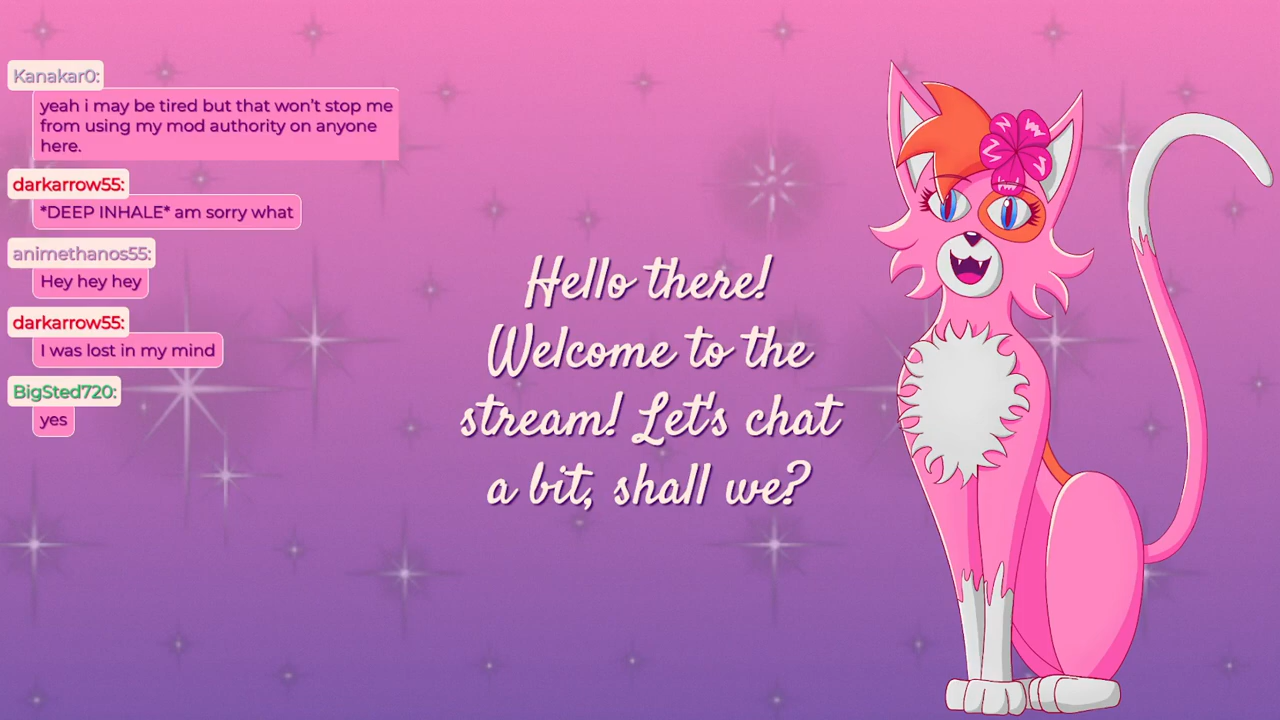 Kanakar0:
yeah i may be tired but that won't stop me
from using my mod authority on anyone
here.
darkarrow55:
*DEEP INHALE* am sorry what
animethanos55:
Hey hey hey
darkarrow55:
I was lost in my mind
BigSted720:
yes
Hello there!
Welcome to the
stream! Let's chat
a bit, shall we?